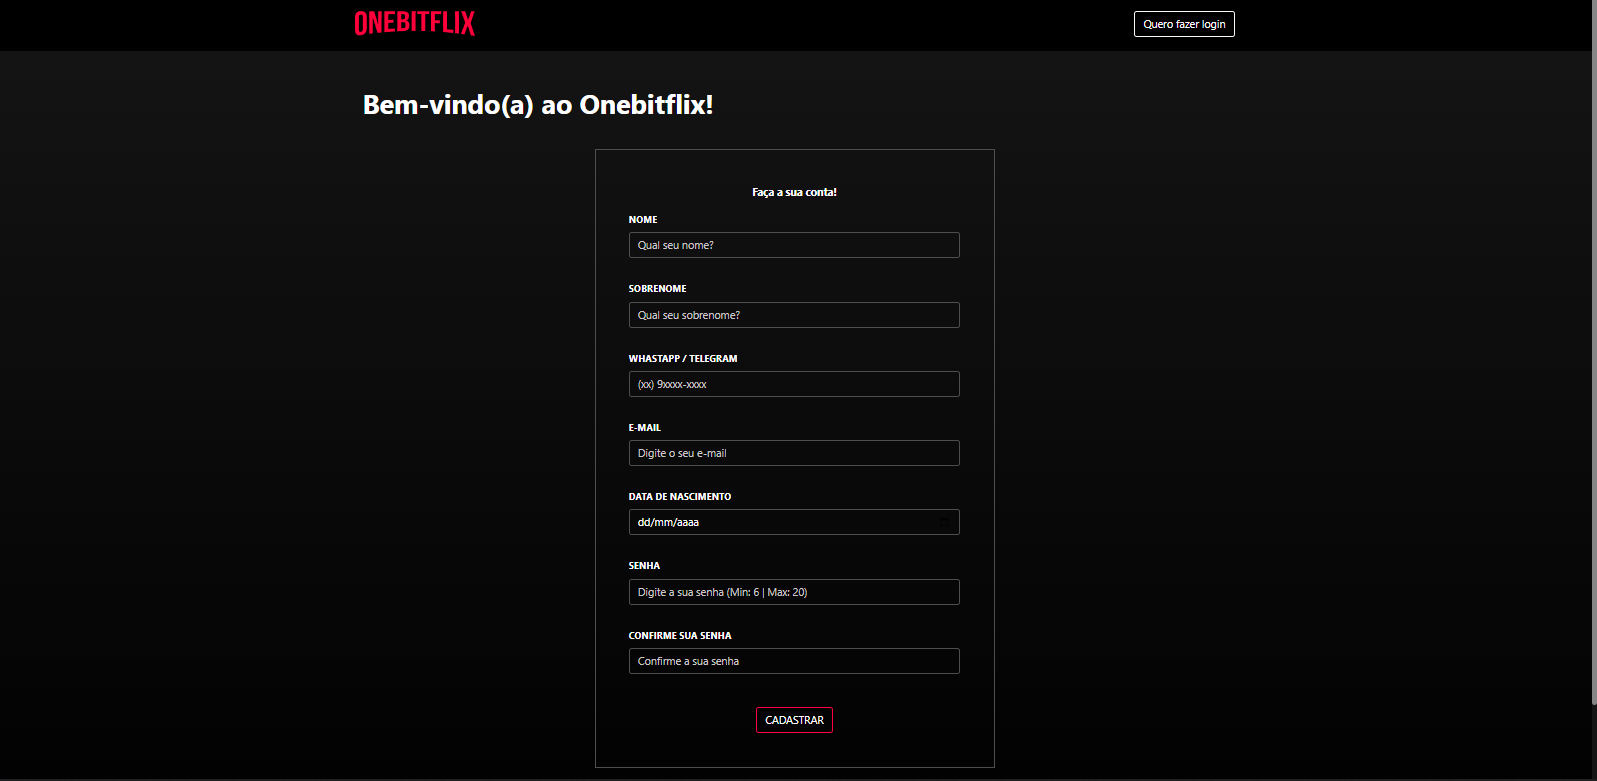 ONEBITFLIX
Quero fazer login
Bem-vindo(a) ao Onebitflix!
Faça a sua conta!
NOME
Qual seu nome?
SOBRENOME
Qual seu sobrenome?
WHASTAPP / TELEGRAM
(xx) 9xxxx-xxxx
E-MAIL
Digite o seu e-mail
DATA DE NASCIMENTO
dd/mm/aaaa
SENHA
Digite a sua senha (Min: 6 | Max: 20)
CONFIRME SUA SENHA
Confirme a sua senha
CADASTRAR